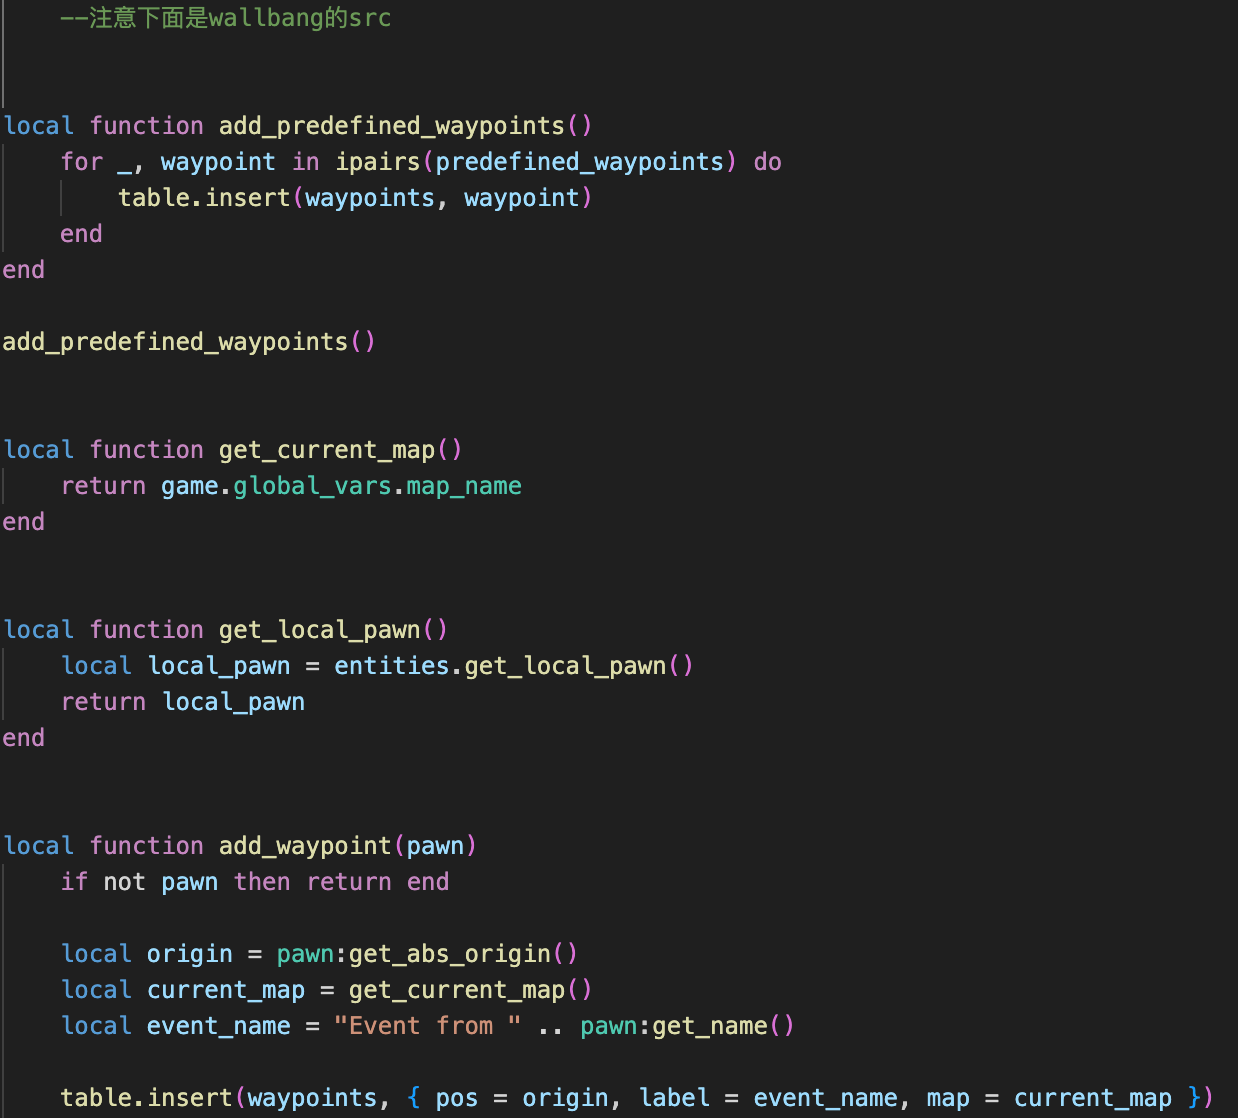 --注意下面是wallbang的src
local function add_predefined_waypoints()
for _, waypoint in ipairs(predefined_waypoints) do
table.insert(waypoints, waypoint)
end
end
add_predefined_waypoints()
local function get_current_map()
return game.global_vars.map_name
end
local function get_local_pawn()
local local_pawn = entities.get_local_pawn()
return local_pawn
end
local function add_waypoint(pawn)
if not pawn then return end
local origin = pawn:get_abs_origin()
local current_map = get_current_map()
local event_name = "Event from " .. pawn:get_name()
table.insert(waypoints, { pos = origin, label = event_name, map = current_map })